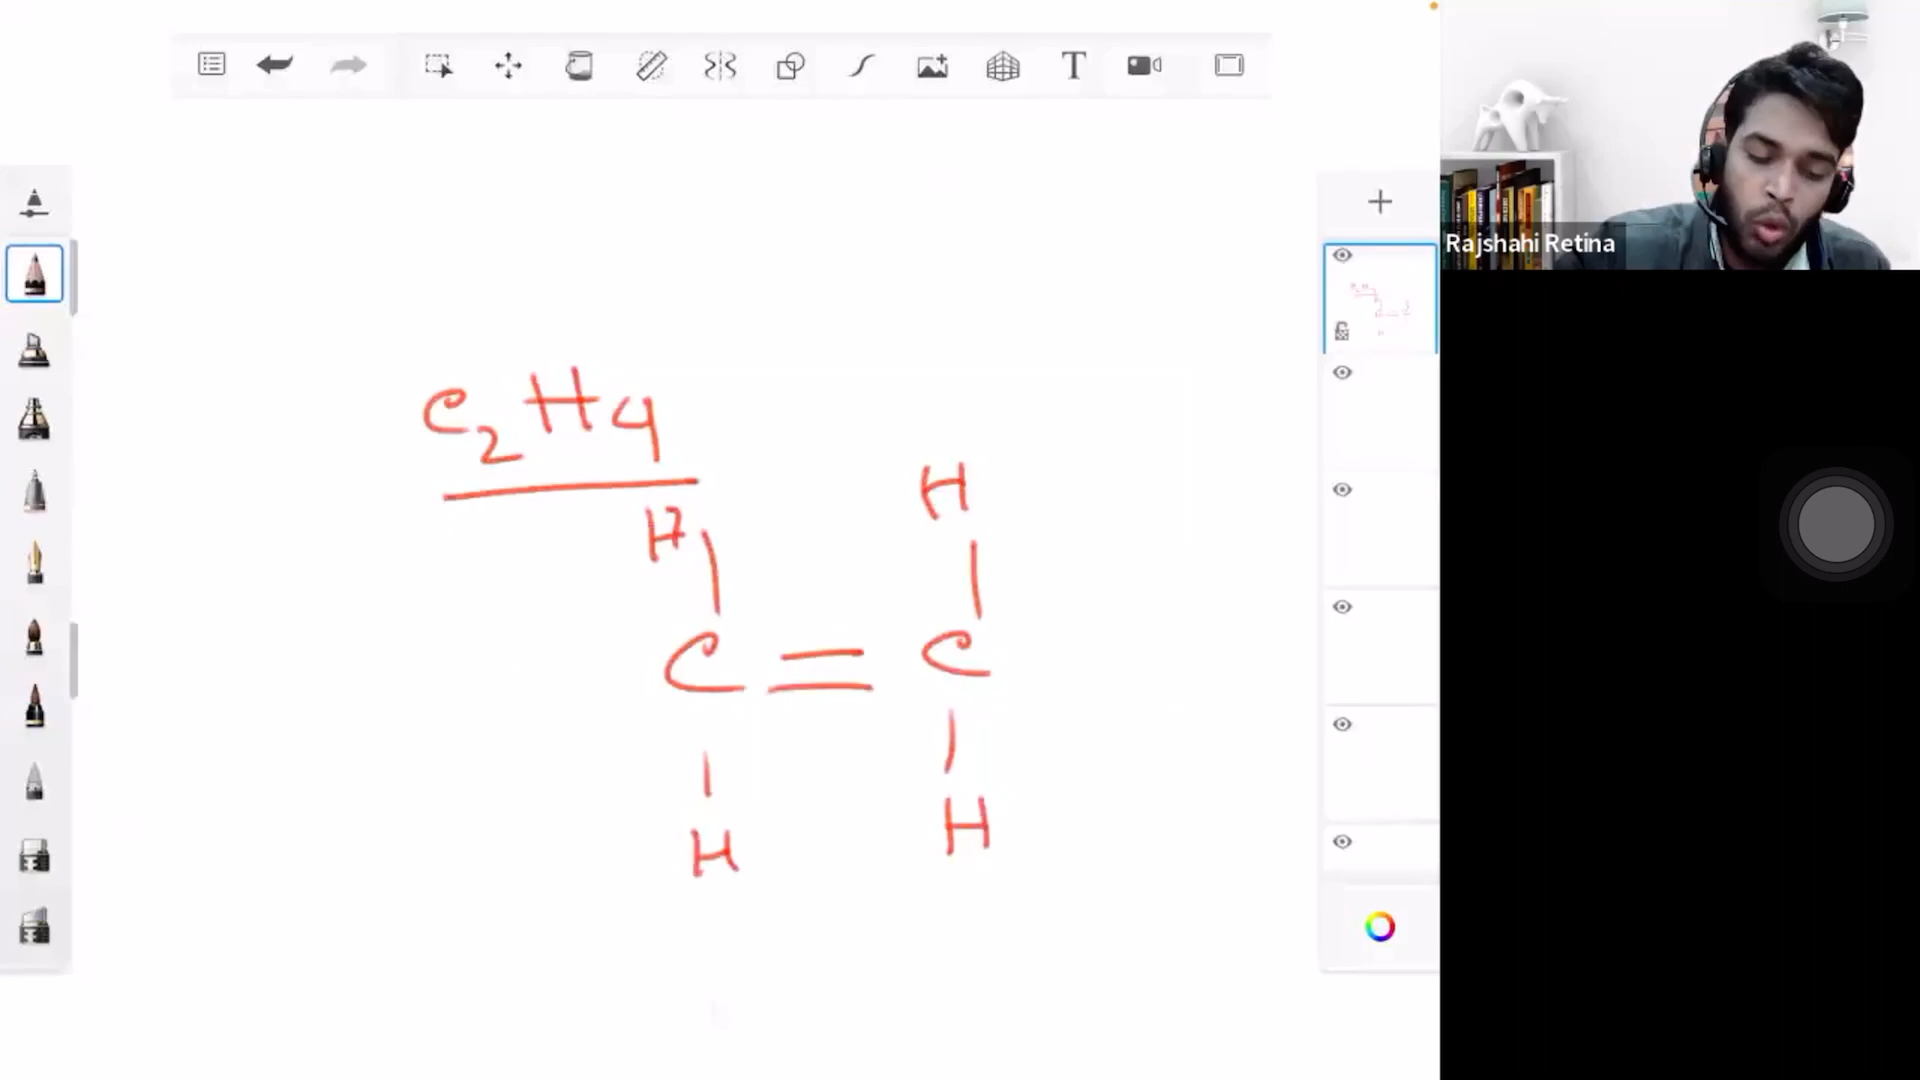 T
Rajshahi Retina
C₂H₄
H H
C = C
H H